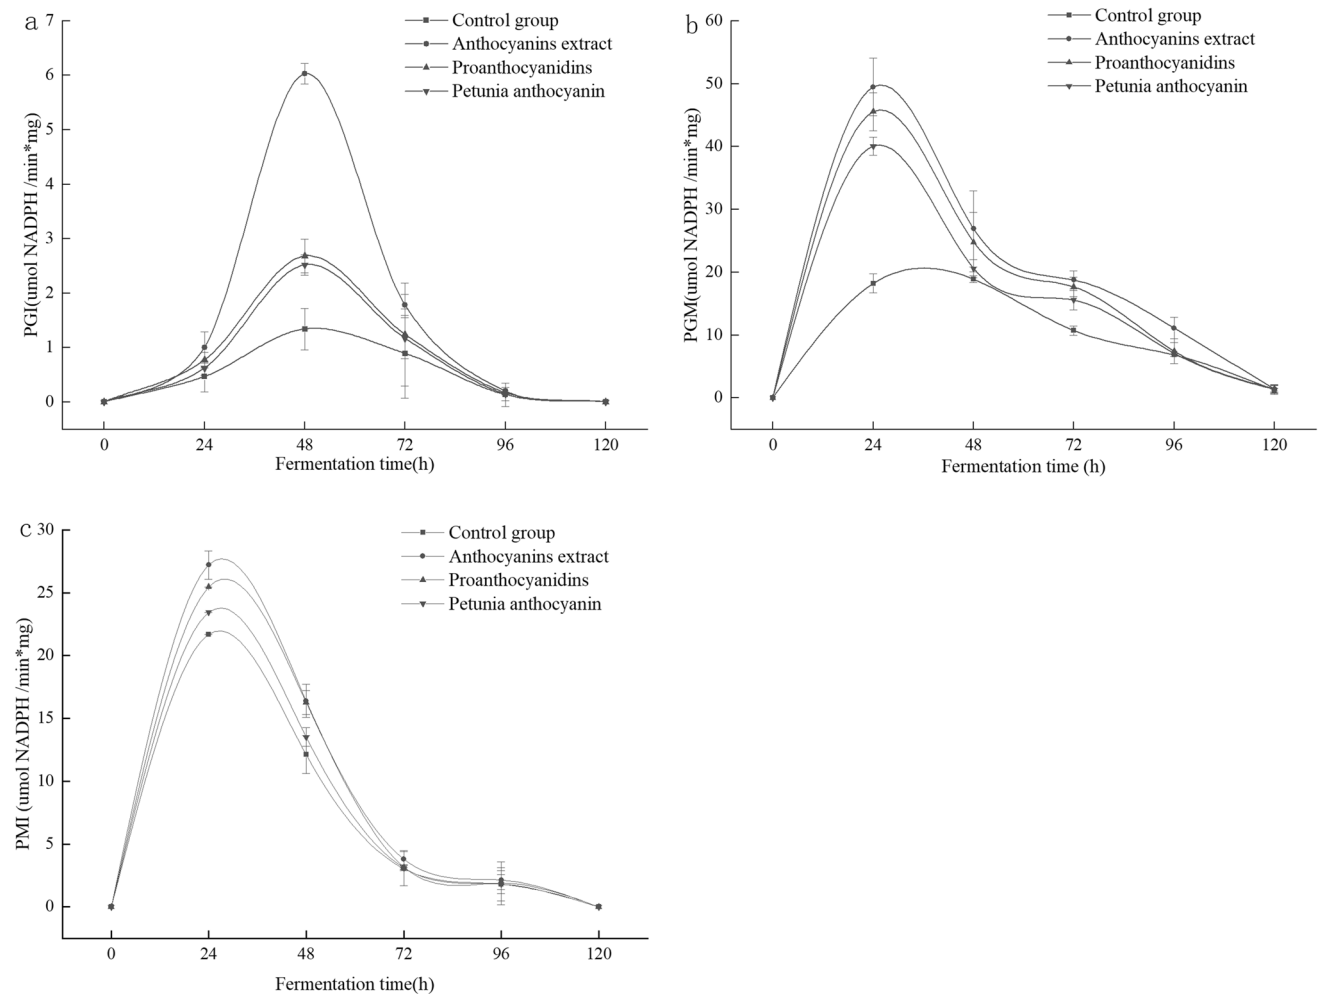 a
7
6
5
4
3
2
1
0
PGI(umol NADPH /min*mg)
Control group
Anthocyanins extract
Proanthocyanidins
Petunia anthocyanin
0 24 48 72 96 120
Fermentation time(h)
b
60
50
40
30
20
10
0
PGM(umol NADPH /min*mg)
Control group
Anthocyanins extract
Proanthocyanidins
Petunia anthocyanin
0 24 48 72 96 120
Fermentation time (h)
c
30
25
20
15
10
5
0
PMI (umol NADPH /min*mg)
Control group
Anthocyanins extract
Proanthocyanidins
Petunia anthocyanin
0 24 48 72 96 120
Fermentation time(h)